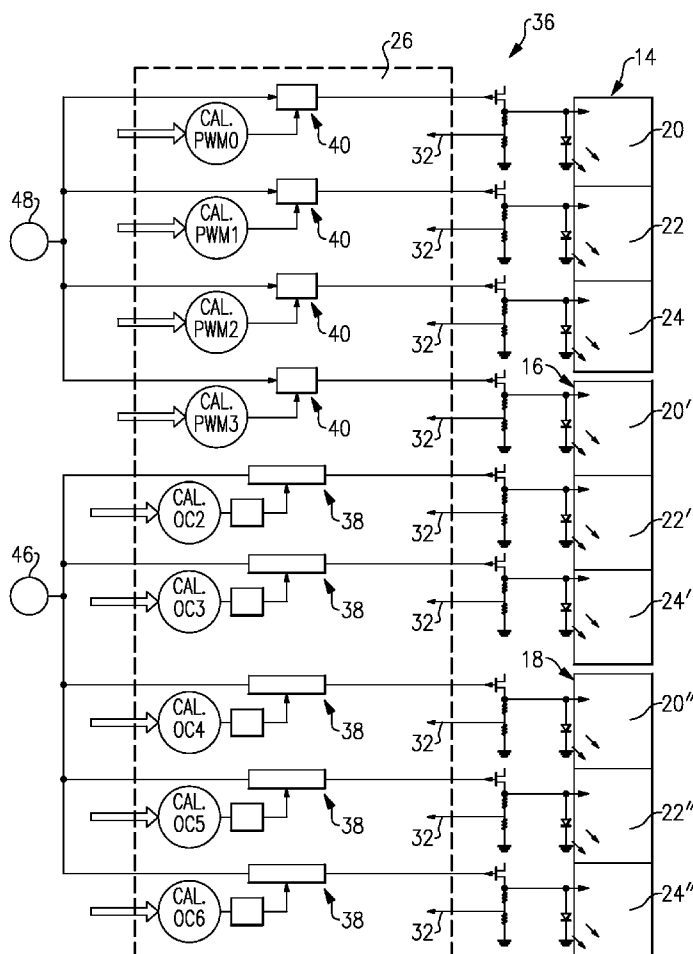 36
26
14
CAL.
PWM0
40
32
20
48
CAL.
PWM1
40
32
22
CAL.
PWM2
40
32
24
16
CAL.
PWM3
40
32
20′
CAL.
OC2
38
32
22′
46
CAL.
OC3
38
32
24′
18
CAL.
OC4
38
32
20″
CAL.
OC5
38
32
22″
CAL.
OC6
38
32
24″